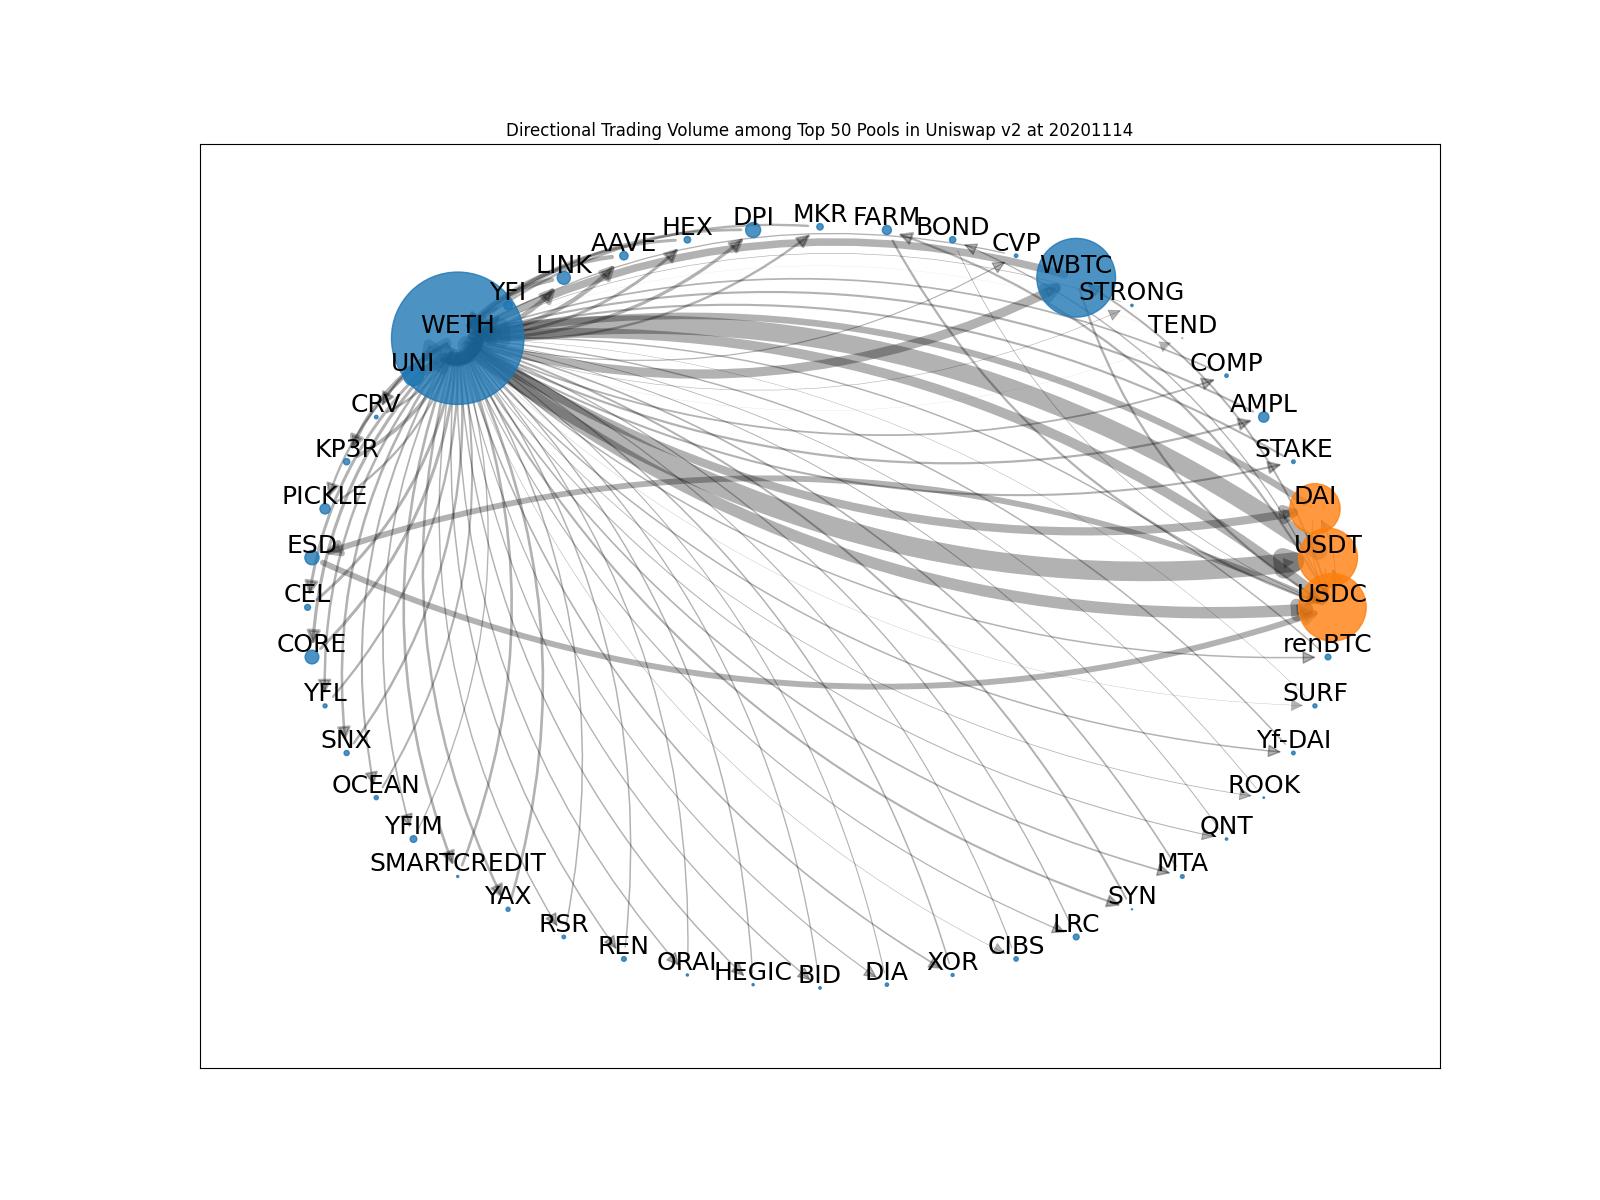 Directional Trading Volume among Top 50 Pools in Uniswap v2 at 20201114
MKR
DPI
FARM
HEX
BOND
AAVE
CVP
LINK
WBTC
YFI
STRONG
WETH
TEND
UNI
COMP
CRV
AMPL
KP3R
STAKE
PICKLE
DAI
ESD
USDT
CEL
USDC
CORE
renBTC
YFL
SURF
SNX
Yf-DAI
OCEAN
ROOK
YFIM
QNT
SMARTCREDIT
MTA
YAX
SYN
RSR
LRC
REN
CIBS
ORAI
XOR
HEGIC
DIA
BID